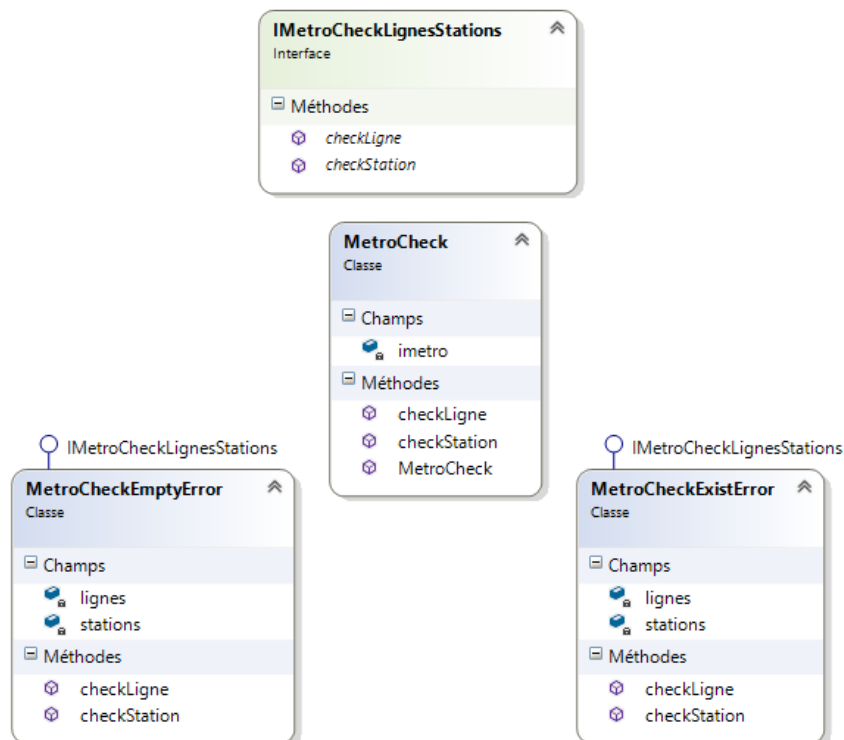 IMetroCheckLignesStations
Interface
Méthodes
checkLigne
checkStation
MetroCheck
Classe
Champs
imetro
Méthodes
checkLigne
checkStation
MetroCheck
IMetroCheckLignesStations
MetroCheckEmptyError
Classe
Champs
lignes
stations
Méthodes
checkLigne
checkStation
IMetroCheckLignesStations
MetroCheckExistError
Classe
Champs
lignes
stations
Méthodes
checkLigne
checkStation